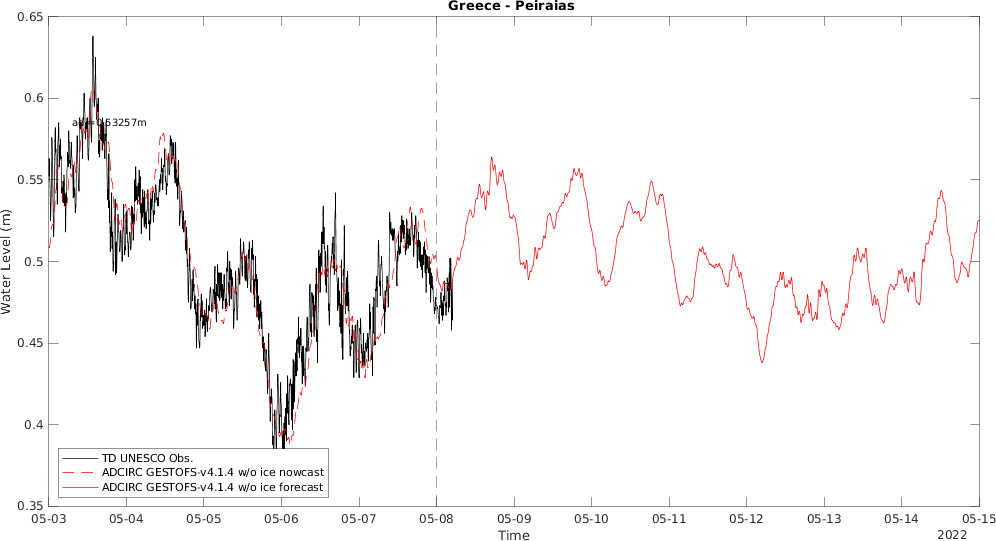 Greece - Peiraias
Water Level (m)
0.65
0.6
0.55
0.5
0.45
0.4
0.35
53257m
TD UNESCO Obs.
ADCIRC GESTOFS-v4.1.4 w/o ice nowcast
ADCIRC GESTOFS-v4.1.4 w/o ice forecast
05-03 05-04 05-05 05-06 05-07 05-08 05-09 05-10 05-11 05-12 05-13 05-14 05-15
Time
2022